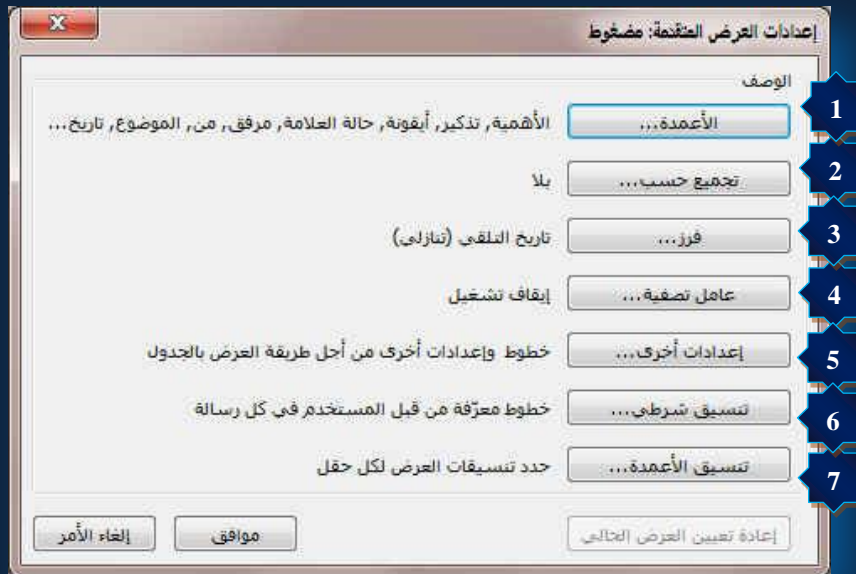 إعدادات العرض المتقدمة: مضغوط
الوصف
1 الأعمدة... الأهمية, تذكير, أيقونة, حالة العلامة, مرفق, من, الموضوع, تاريخ...
2 تجميع حسب... بلا
3 فرز... تاريخ التلقي (تنازلي)
4 عامل تصفية... إيقاف تشغيل
5 إعدادات أخرى... خطوط وإعدادات أخرى من أجل طريقة العرض بالجدول
6 تنسيق شرطي... خطوط معرّفة من قبل المستخدم في كل رسالة
7 تنسيق الأعمدة... حدد تنسيقات العرض لكل حقل
إعادة تعيين العرض الحالي موافق إلغاء الأمر